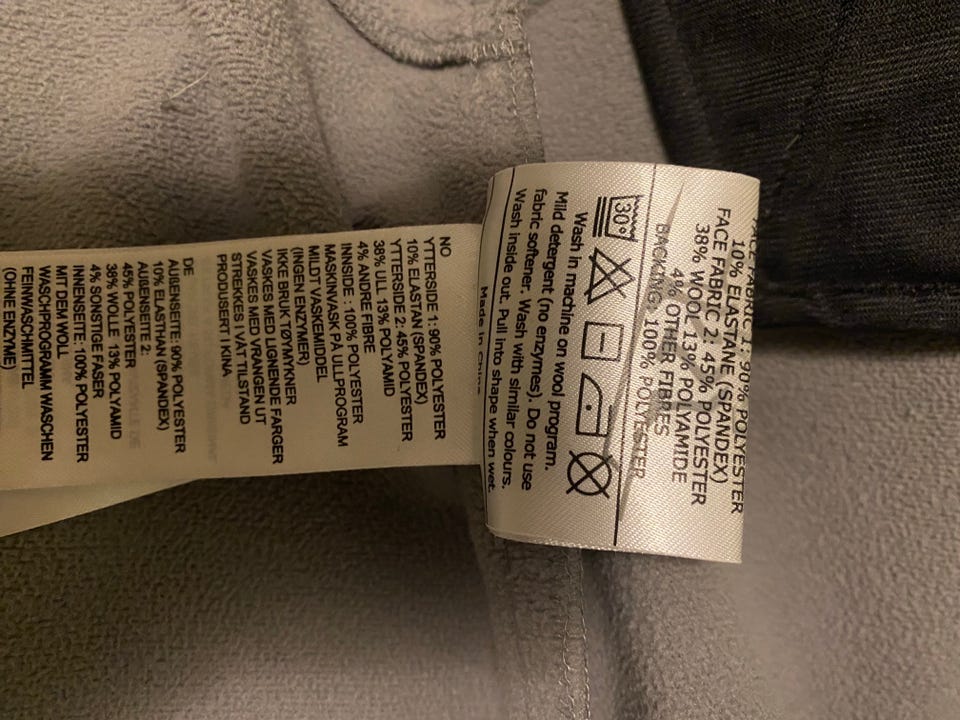 FACE FABRIC 1: 90% POLYESTER
10% ELASTANE (SPANDEX)
FACE FABRIC 2: 45% POLYESTER
38% WOOL 13% POLYAMIDE
4% OTHER FIBRES
BACKING: 100% POLYESTER
30°
Wash in machine on wool program.
Mild detergent (no enzymes). Do not use
fabric softener. Wash with similar colours.
Wash inside out. Pull into shape when wet.
Made in China
NO
YTTERSIDE 1: 90% POLYESTER
10% ELASTAN (SPANDEX)
YTTERSIDE 2: 45% POLYESTER
38% ULL 13% POLYAMID
4% ANDRE FIBRE
INNSIDE : 100% POLYESTER
MASKINVASK PÅ ULLPROGRAM
MILDT VASKEMIDDEL
(INGEN ENZYMER)
IKKE BRUK TØYMYKNER
VASKES MED LIGNENDE FARGER
VASKES MED VRANGEN UT
STREKKES I VÅT TILSTAND
PRODUSERT I KINA
DE
AUßENSEITE: 90% POLYESTER
10% ELASTHAN (SPANDEX)
AUßENSEITE 2:
45% POLYESTER
38% WOLLE 13% POLYAMID
4% SONSTIGE FASER
INNENSEITE: 100% POLYESTER
MIT DEM WOLL
WASCHPROGRAMM WASCHEN
FEINWASCHMITTEL
(OHNE ENZYME)